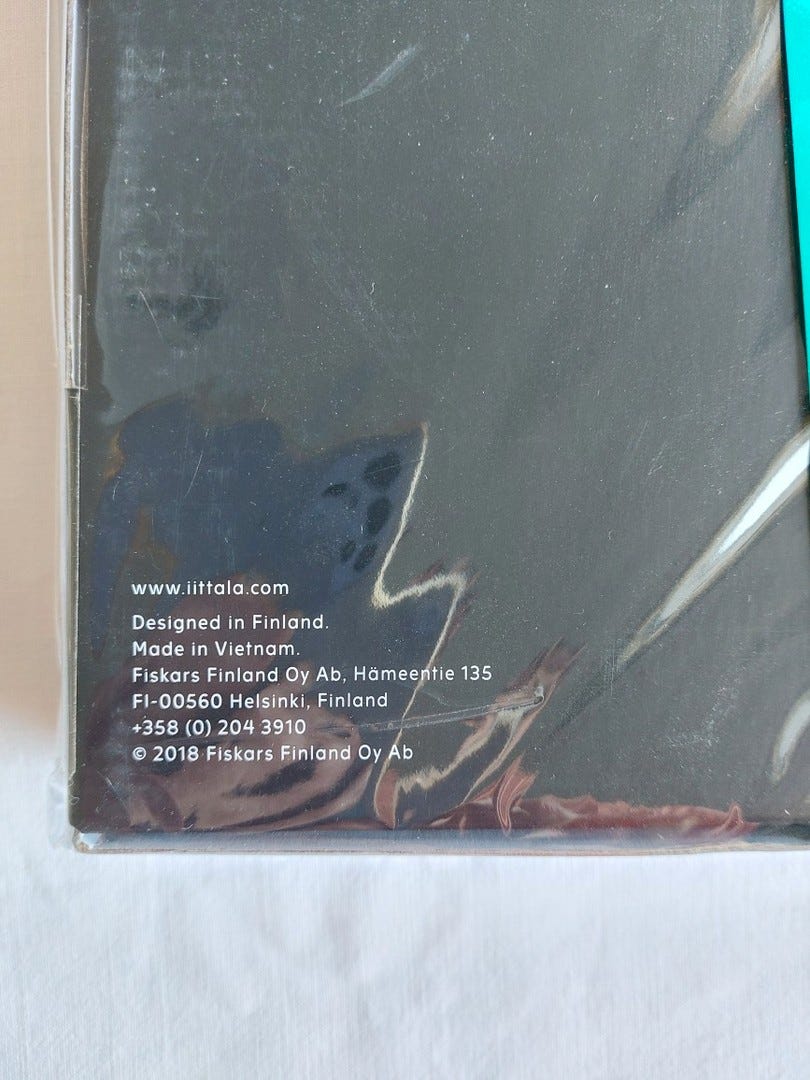 www.iittala.com
Designed in Finland.
Made in Vietnam.
Fiskars Finland Oy Ab, Hämeentie 135
FI-00560 Helsinki, Finland
+358 (0) 204 3910
© 2018 Fiskars Finland Oy Ab